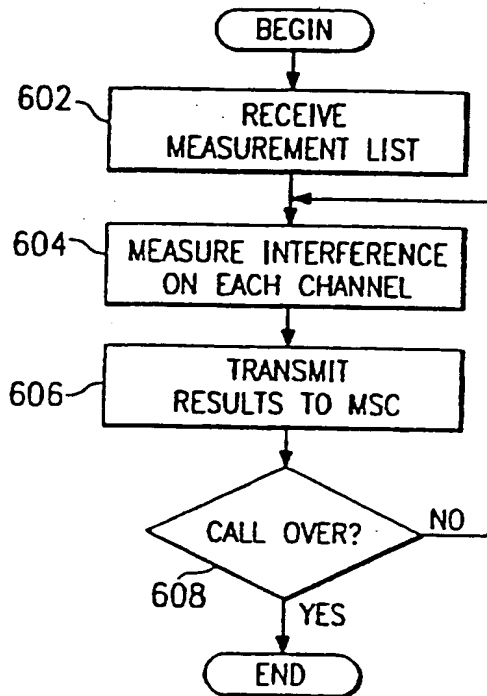 BEGIN
602
RECEIVE
MEASUREMENT LIST
604
MEASURE INTERFERENCE
ON EACH CHANNEL
606
TRANSMIT
RESULTS TO MSC
CALL OVER?
NO
608
YES
END